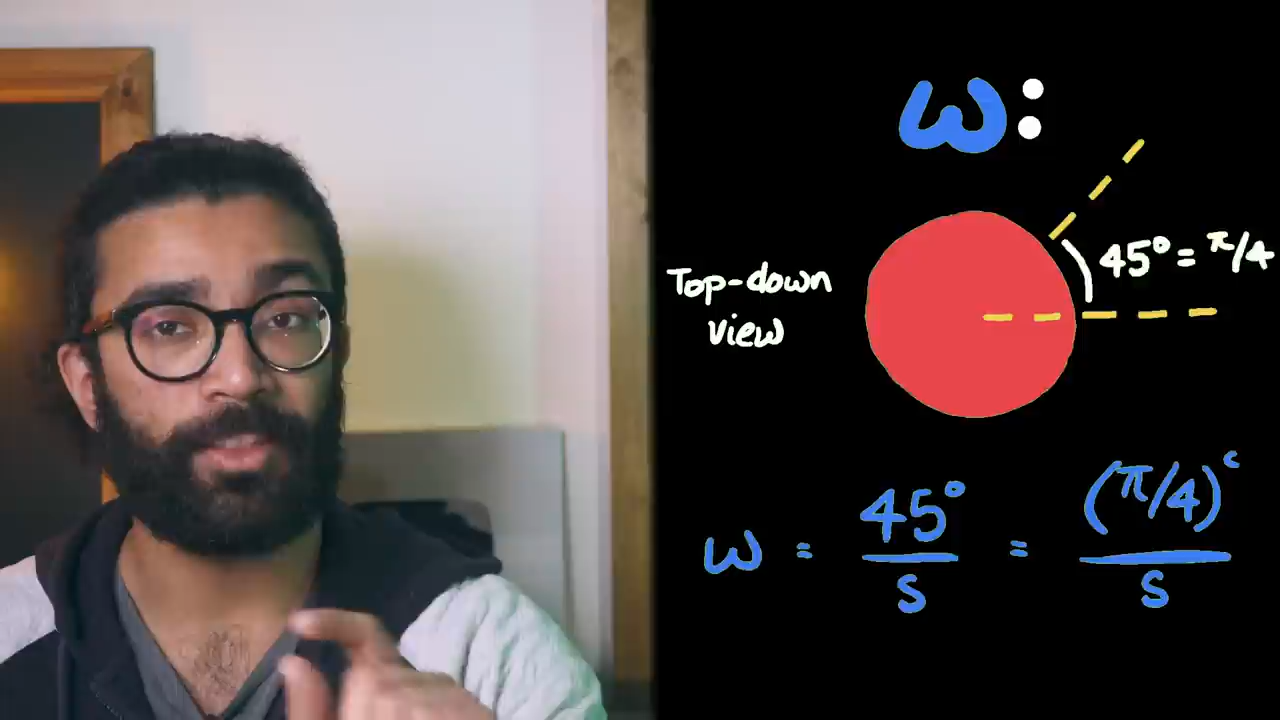 ω:
45° = π/4
Top-down
view
ω = 45°/s = (π/4)ᶜ/s